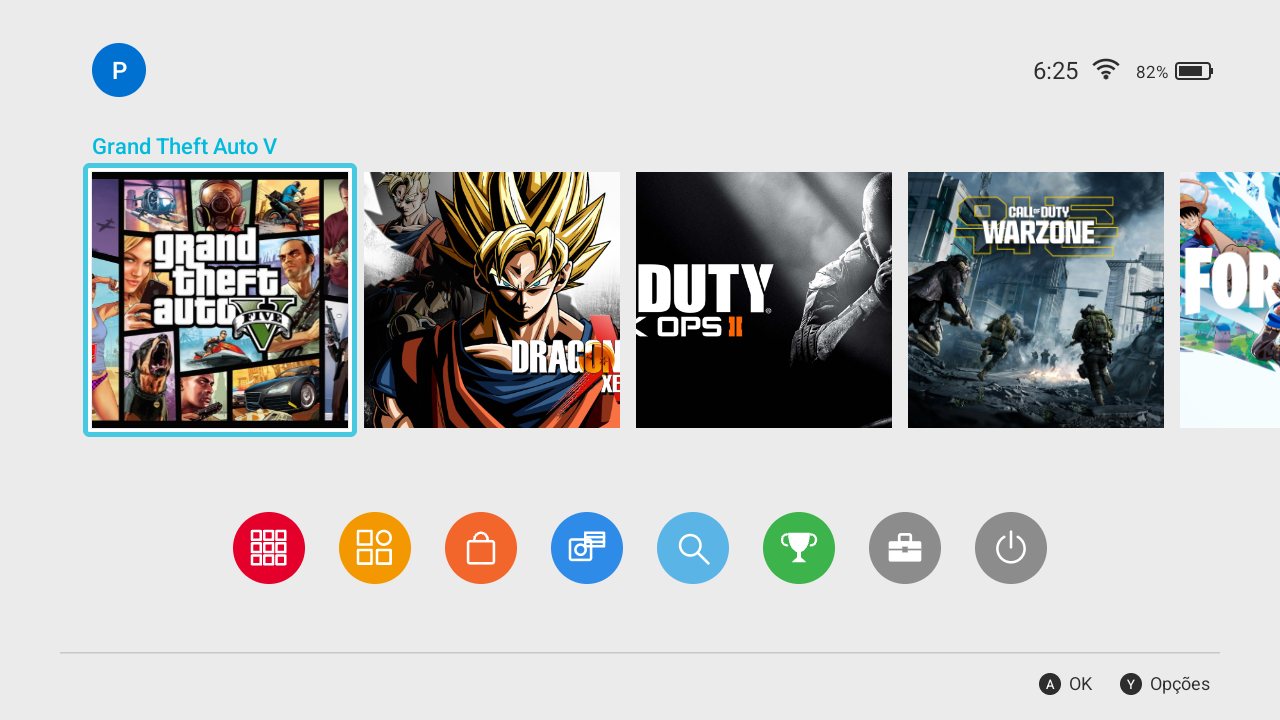 P
6:25
82%
Grand Theft Auto V
grand
theft
auto
FIVE
DRAGON
XE
DUTY
K OPS II
CALL OF DUTY
WARZONE
FOR
A OK
Y Opções